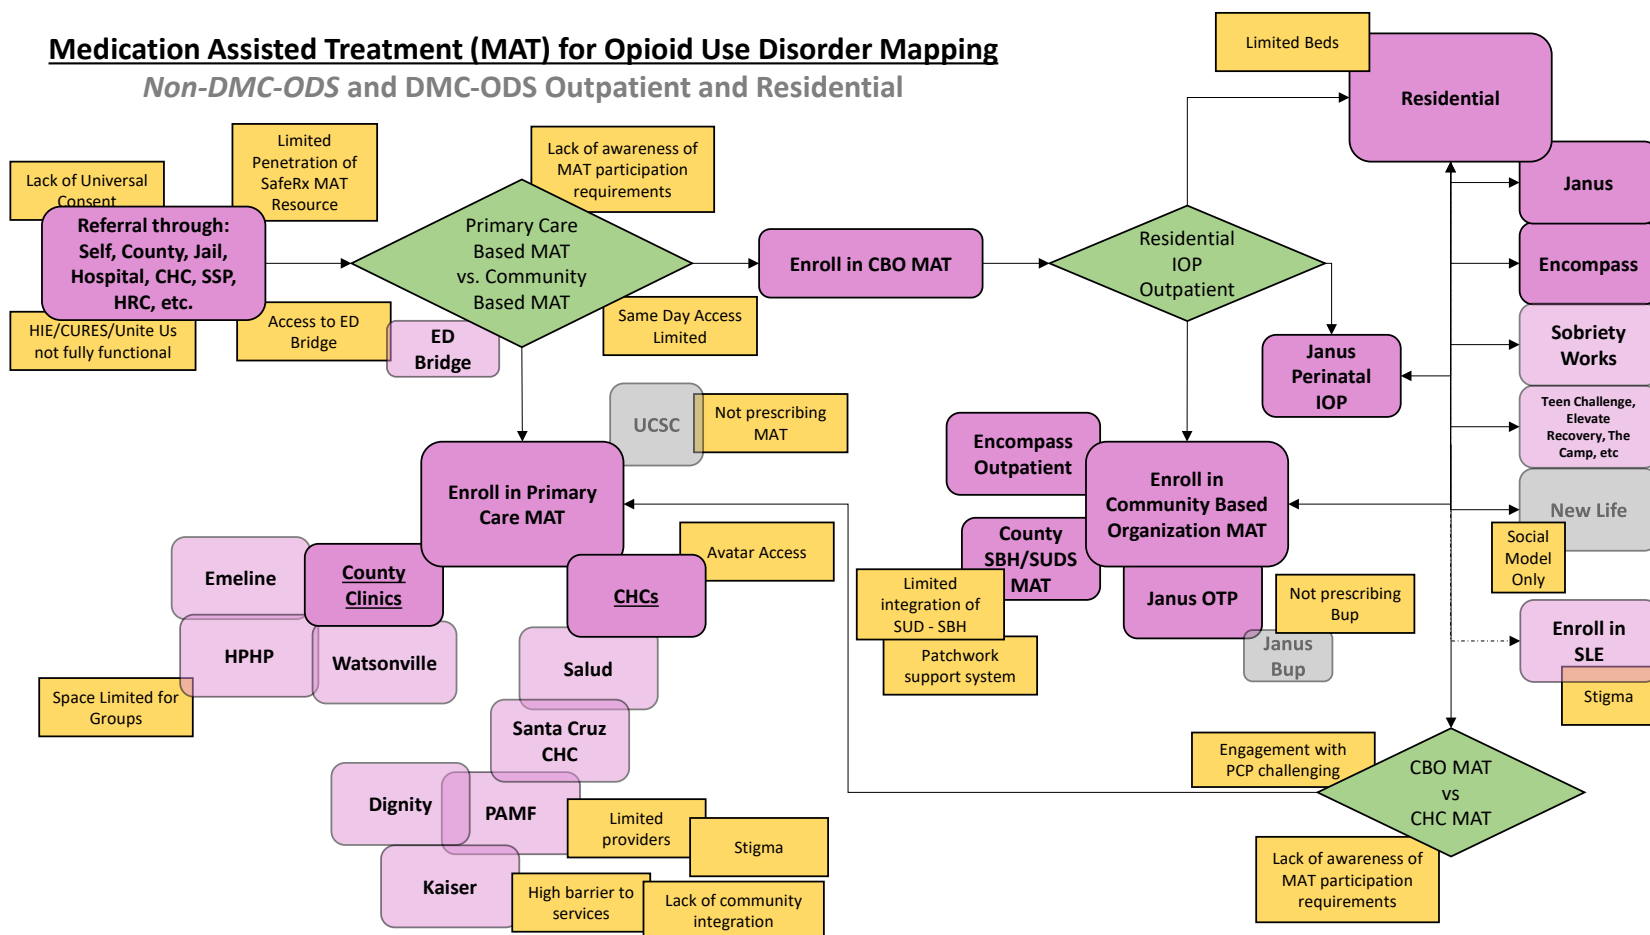 Medication Assisted Treatment (MAT) for Opioid Use Disorder Mapping
Non-DMC-ODS and DMC-ODS Outpatient and Residential
Limited Beds
Residential
Lack of Universal
Consent
Limited
Penetration of
SafeRx MAT
Resource
Lack of awareness of
MAT participation
requirements
Referral through:
Self, County, Jail,
Hospital, CHC, SSP,
HRC, etc.
HIE/CURES/Unite Us
not fully functional
Access to ED
Bridge
ED
Bridge
Primary Care
Based MAT
vs. Community
Based MAT
Same Day Access
Limited
Enroll in CBO MAT
Residential
IOP
Outpatient
Janus
Perinatal
IOP
Janus
Encompass
Sobriety
Works
Teen Challenge,
Elevate
Recovery, The
Camp, etc
New Life
Social
Model
Only
Enroll in
SLE
Stigma
UCSC
Not prescribing
MAT
Enroll in Primary
Care MAT
Avatar Access
Emeline
County
Clinics
HPHP
Watsonville
Space Limited for
Groups
CHCs
Salud
Santa Cruz
CHC
Dignity
PAMF
Limited
providers
Stigma
Kaiser
High barrier to
services
Lack of community
integration
Encompass
Outpatient
Enroll in
Community Based
Organization MAT
County
SBH/SUDS
MAT
Limited
integration of
SUD - SBH
Patchwork
support system
Janus OTP
Not prescribing
Bup
Janus
Bup
Engagement with
PCP challenging
CBO MAT
vs
CHC MAT
Lack of awareness of
MAT participation
requirements